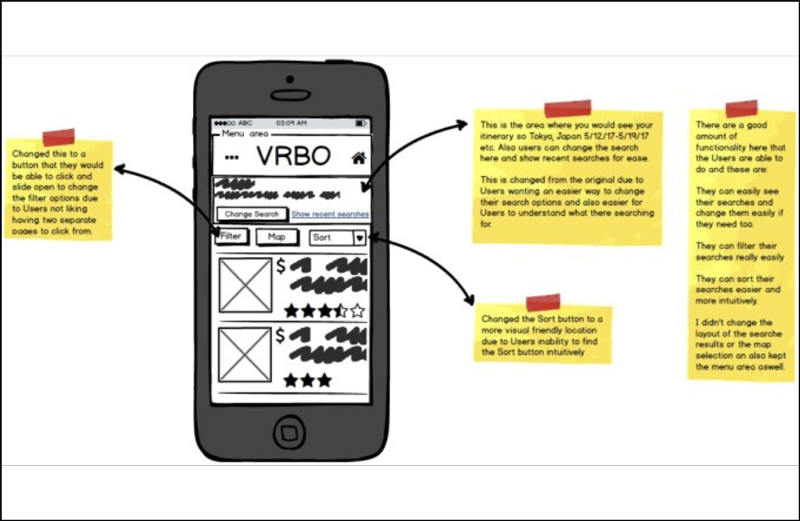 Changed this to a
button that they would
be able to click and
slide open to change
the filter options due
to Users not liking
having two separate
pages to click from.
ABC 03:09 AM
Menu area
... VRBO
Change Search Show recent searches
Filter Map Sort
$
$
This is the area where you would see your
itinerary so Tokyo, Japan 5/12/17-5/19/17
etc. Also users can change the search
here and show recent searches for ease.
This is changed from the original due to
Users wanting an easier way to change
their search options and also easier for
Users to understand what there searching
for.
Changed the Sort button to a
more visual friendly location
due to Users inability to find
the Sort button intuitively
There are a good
amount of
functionality here that
the Users are able to
do and these are:
They can easily see
their searches and
change them easily if
they need too.
They can filter their
searches really easily
They can sort their
searches easier and
more intuitively.
I didn't change the
layout of the searche
results or the map
selection an also kept
the menu area aswell.